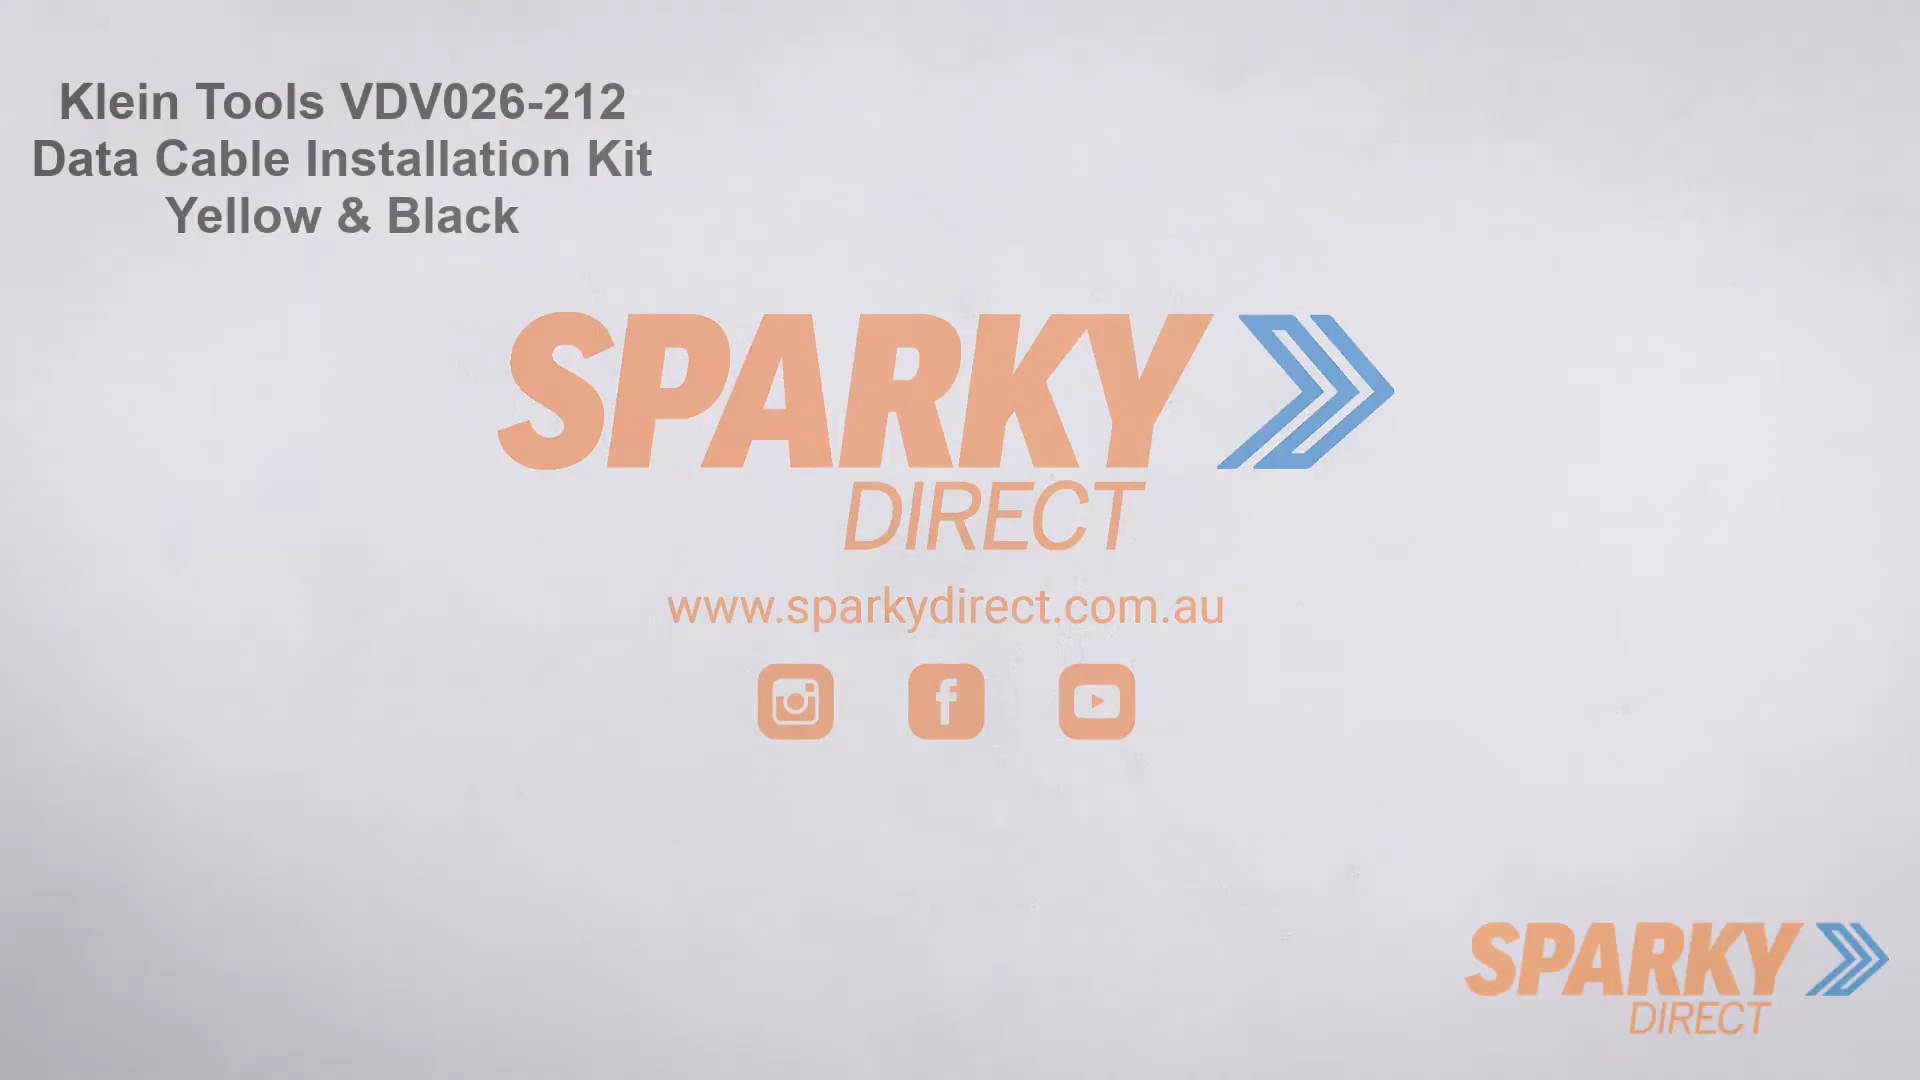 Klein Tools VDV026-212
Data Cable Installation Kit
Yellow & Black
SPARKY
DIRECT
www.sparkydirect.com.au
SPARKY
DIRECT